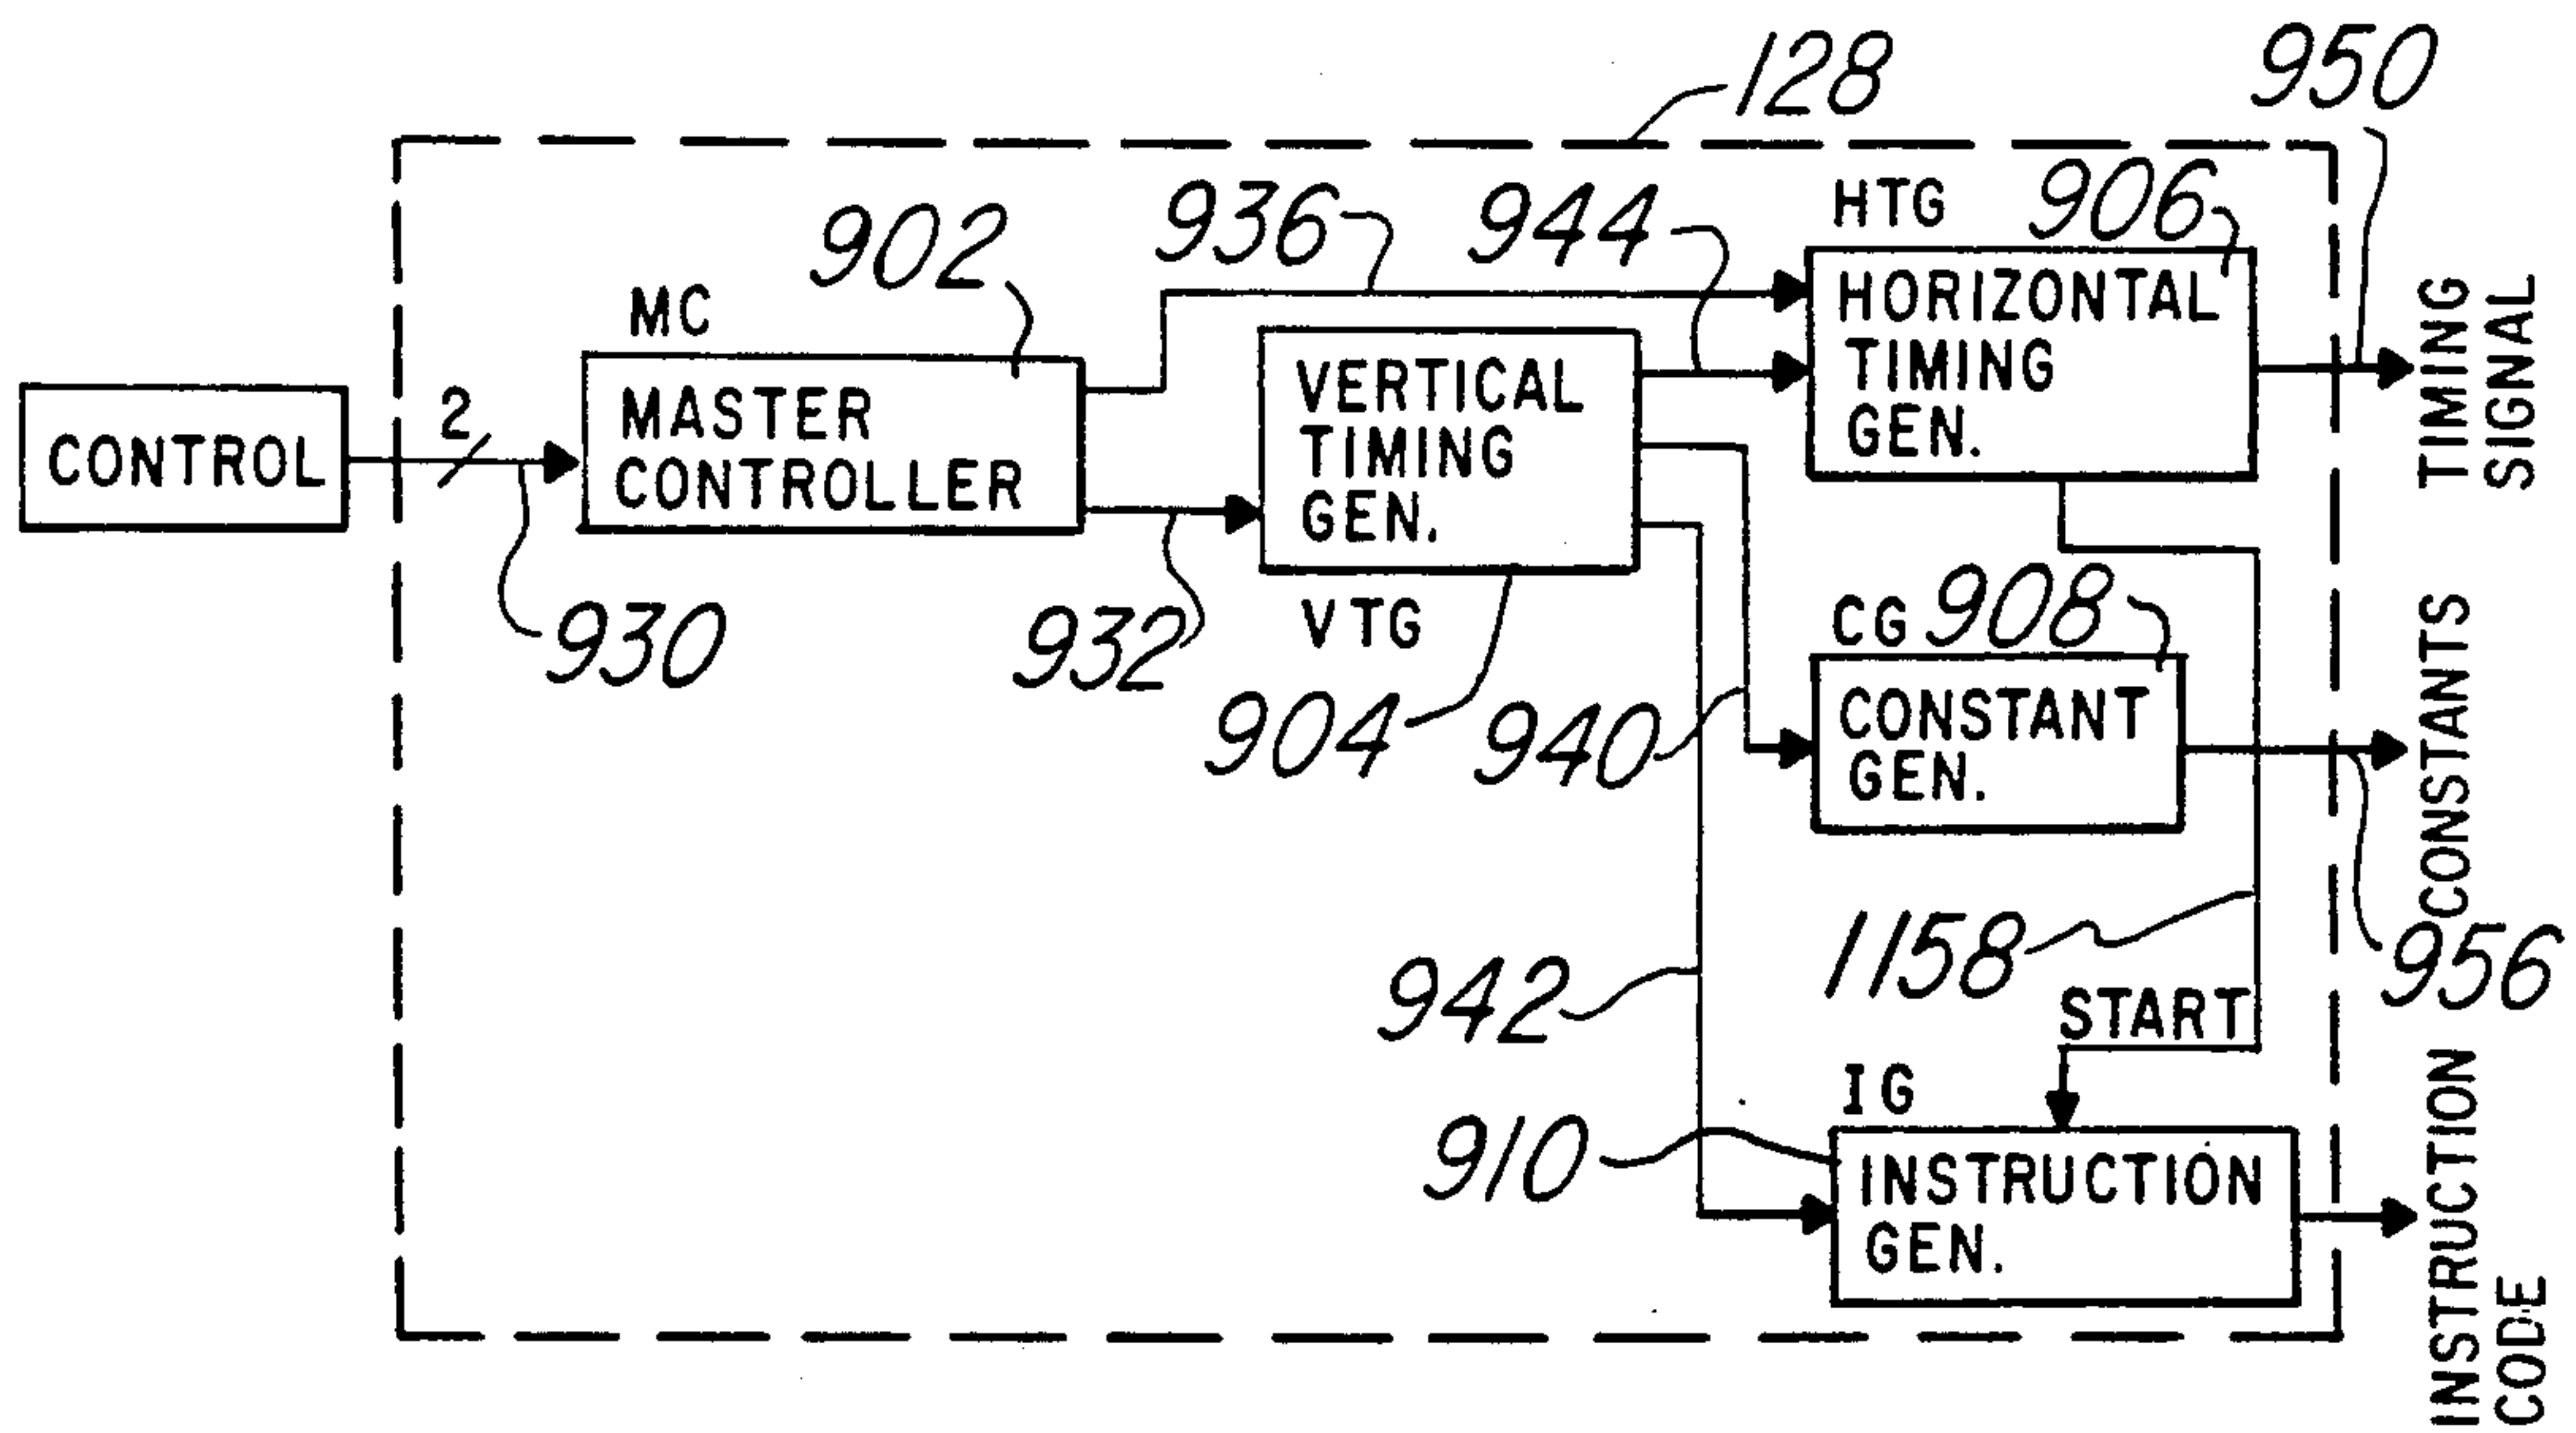 128
950
HTG
906
936
944
902
MC
HORIZONTAL
TIMING
GEN.
TIMING
SIGNAL
CONTROL
2
MASTER
CONTROLLER
VERTICAL
TIMING
GEN.
930
932
VTG
904
940
CG
908
CONSTANT
GEN.
CONSTANTS
942
1158
956
START
IG
910
INSTRUCTION
GEN.
INSTRUCTION
CODE